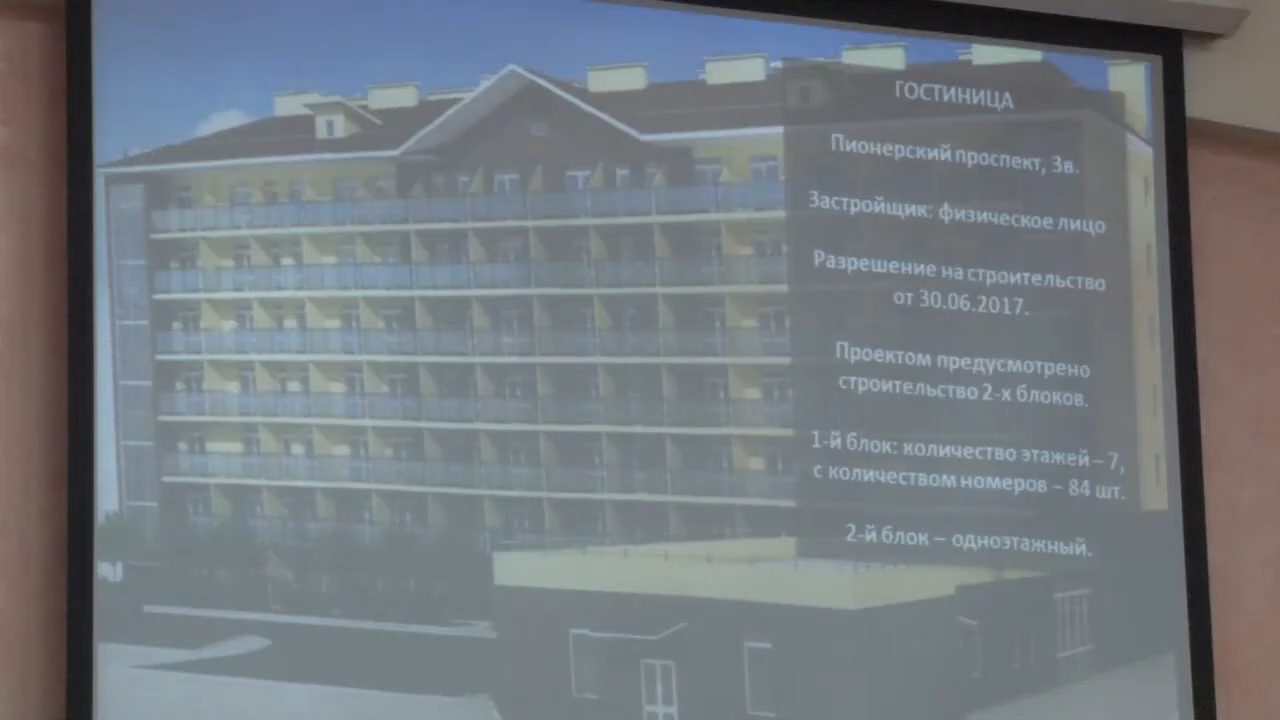 ГОСТИНИЦА
Пионерский проспект, 3в.
Застройщик: физическое лицо
Разрешение на строительство
от 30.06.2017.
Проектом предусмотрено
строительство 2-х блоков.
1-й блок: количество этажей – 7,
с количеством номеров – 84 шт.
2-й блок – одноэтажный.